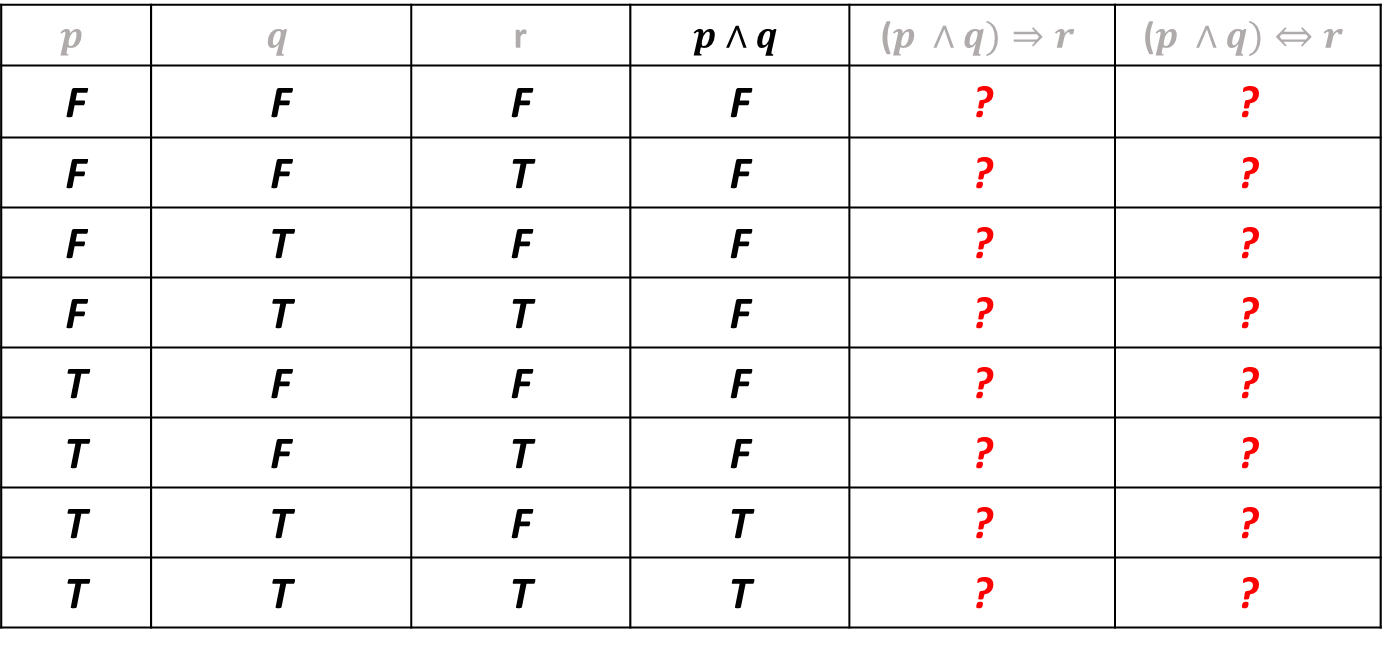 p q r p ∧ q (p ∧ q) ⇒ r (p ∧ q) ⇔ r
F F F F ? ?
F F T F ? ?
F T F F ? ?
F T T F ? ?
T F F F ? ?
T F T F ? ?
T T F T ? ?
T T T T ? ?